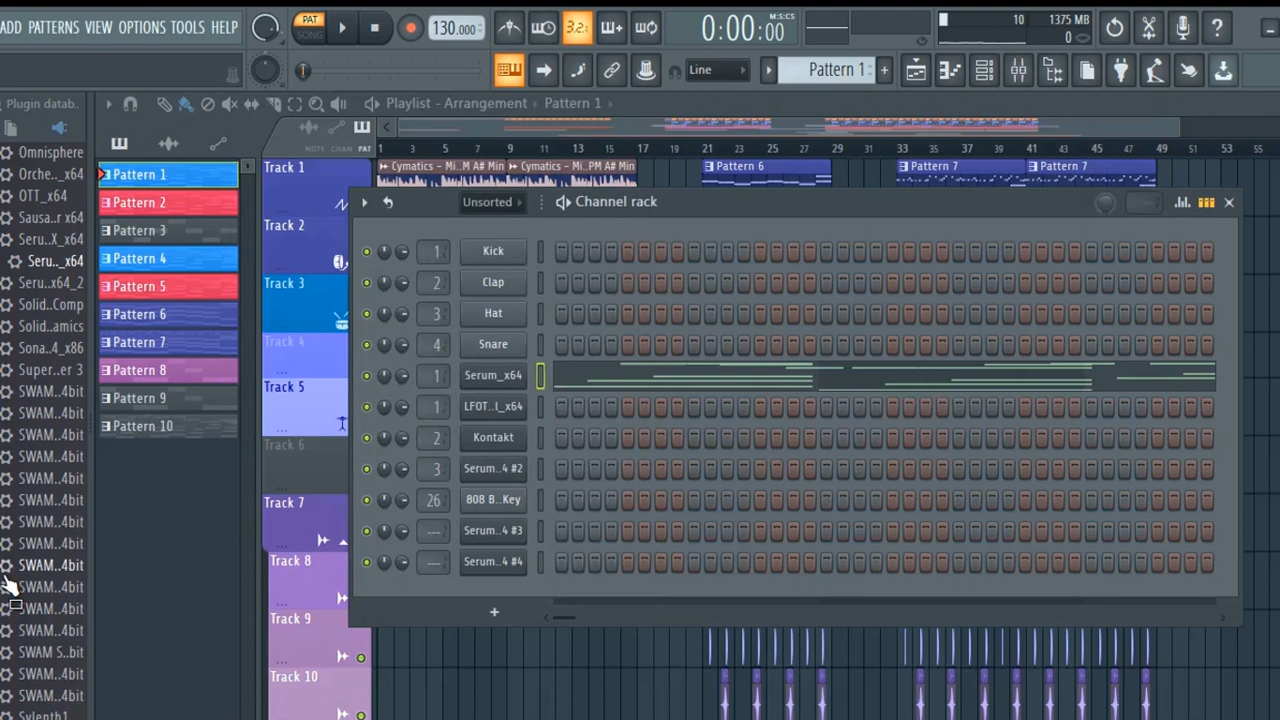 ADD PATTERNS VIEW OPTIONS TOOLS HELP
PAT
SONG
130.000
3.2.
0:00:00
M:S:CS
10
1375 MB
0
Line
Pattern 1
Plugin datab..
Playlist - Arrangement
Pattern 1
NOTE CHAN PAT
1 3 5 7 9 11 13 15 17 19 21 23 25 27 29 31 33 35 37 39 41 43 45 47 49 51 53 55
Omnisphere
Orche.._x64
OTT_x64
Sausa..r x64
Seru..X_x64
Seru.._x64
Seru..x64_2
Solid..Comp
Solid..amics
Sona..4_x86
Super..er 3
SWAM..4bit
SWAM..4bit
SWAM..4bit
SWAM..4bit
SWAM..4bit
SWAM..4bit
SWAM..4bit
SWAM..4bit
SWAM..4bit
SWAM..4bit
SWAM..4bit
SWAM..4bit
SWAM S..bit
SWAM..4bit
SWAM..4bit
Sylenth1
Pattern 1
Pattern 2
Pattern 3
Pattern 4
Pattern 5
Pattern 6
Pattern 7
Pattern 8
Pattern 9
Pattern 10
Track 1
Track 2
Track 3
Track 4
Track 5
Track 6
Track 7
Track 8
Track 9
Track 10
Cymatics - Mi...M A# Min
Cymatics - Mi...PM A# Min
Pattern 6
Pattern 7
Pattern 7
Unsorted
Channel rack
1 Kick
2 Clap
3 Hat
4 Snare
1 Serum_x64
1 LFOT..l_x64
2 Kontakt
3 Serum..4 #2
26 808 B..Key
--- Serum..4 #3
--- Serum..4 #4
+